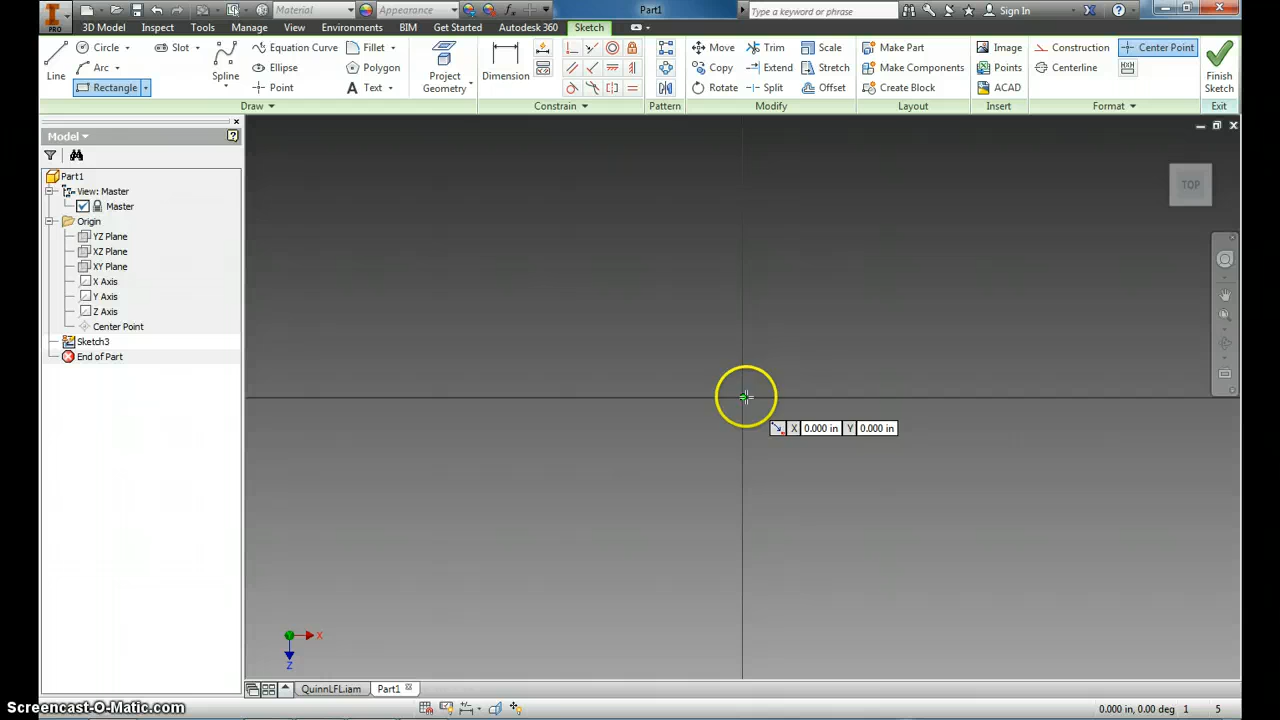 Material Appearance Part1 Type a keyword or phrase Sign In
PRO 3D Model Inspect Tools Manage View Environments BIM Get Started Autodesk 360 Sketch
Line Circle Arc Rectangle Slot Spline Equation Curve Ellipse Point Fillet Polygon Text Project Geometry Dimension Move Copy Rotate Trim Extend Split Scale Stretch Offset Make Part Make Components Create Block Image Points ACAD Construction Centerline Center Point Finish Sketch
Draw Constrain Pattern Modify Layout Insert Format Exit
Model
Part1
View: Master
Master
Origin
YZ Plane
XZ Plane
XY Plane
X Axis
Y Axis
Z Axis
Center Point
Sketch3
End of Part
TOP
X 0.000 in Y 0.000 in
X
Z
QuinnLFL.iam Part1
Screencast-O-Matic.com 0.000 in, 0.00 deg 1 5